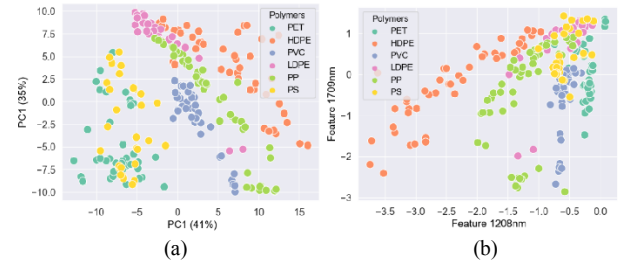 Polymers
PET
HDPE
PVC
LDPE
PP
PS
10.0
7.5
5.0
2.5
0.0
−2.5
−5.0
−7.5
−10.0
PC1 (35%)
−10
−5
0
5
10
15
PC1 (41%)
(a)
Polymers
PET
HDPE
PVC
LDPE
PP
PS
1
0
−1
−2
−3
Feature 1709nm
−3.5
−3.0
−2.5
−2.0
−1.5
−1.0
−0.5
0.0
Feature 1208nm
(b)